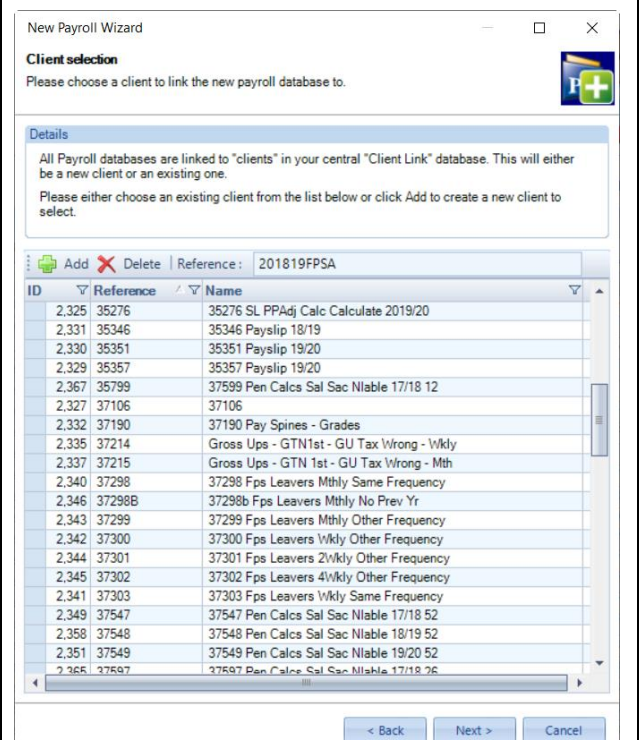 New Payroll Wizard
Client selection
Please choose a client to link the new payroll database to.
Details
All Payroll databases are linked to "clients" in your central "Client Link" database. This will either
be a new client or an existing one.
Please either choose an existing client from the list below or click Add to create a new client to
select.
Add Delete Reference: 201819FPSA
ID Reference Name
2,325 35276 35276 SL PPAdj Calc Calculate 2019/20
2,331 35346 35346 Payslip 18/19
2,330 35351 35351 Payslip 19/20
2,329 35357 35357 Payslip 19/20
2,367 35799 37599 Pen Calcs Sal Sac Nlable 17/18 12
2,327 37106 37106
2,332 37190 37190 Pay Spines - Grades
2,335 37214 Gross Ups - GTN1st - GU Tax Wrong - Wkly
2,337 37215 Gross Ups - GTN 1st - GU Tax Wrong - Mth
2,340 37298 37298 Fps Leavers Mthly Same Frequency
2,346 37298B 37298b Fps Leavers Mthly No Prev Yr
2,343 37299 37299 Fps Leavers Mthly Other Frequency
2,342 37300 37300 Fps Leavers Wkly Other Frequency
2,344 37301 37301 Fps Leavers 2Wkly Other Frequency
2,345 37302 37302 Fps Leavers 4Wkly Other Frequency
2,341 37303 37303 Fps Leavers Wkly Same Frequency
2,349 37547 37547 Pen Calcs Sal Sac Nlable 17/18 52
2,358 37548 37548 Pen Calcs Sal Sac Nlable 18/19 52
2,351 37549 37549 Pen Calcs Sal Sac Nlable 19/20 52
2,365 37597 37597 Pen Calcs Sal Sac Nlable 17/18 26
< Back Next > Cancel